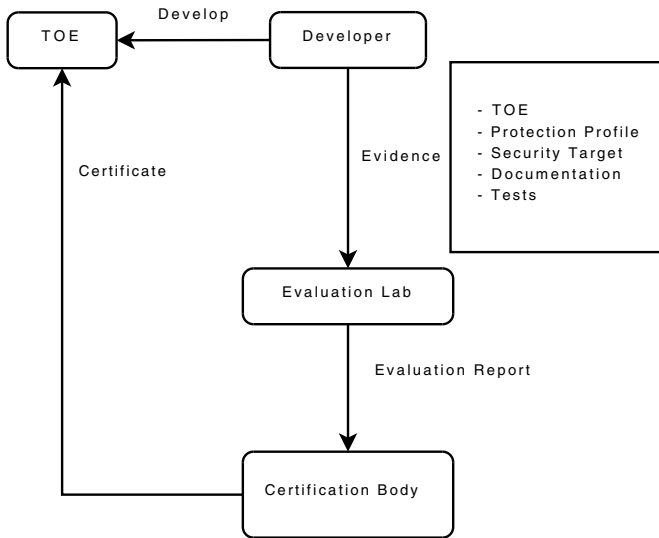 Develop
TOE
Developer
- TOE
- Protection Profile
- Security Target
- Documentation
- Tests
Evidence
Certificate
Evaluation Lab
Evaluation Report
Certification Body